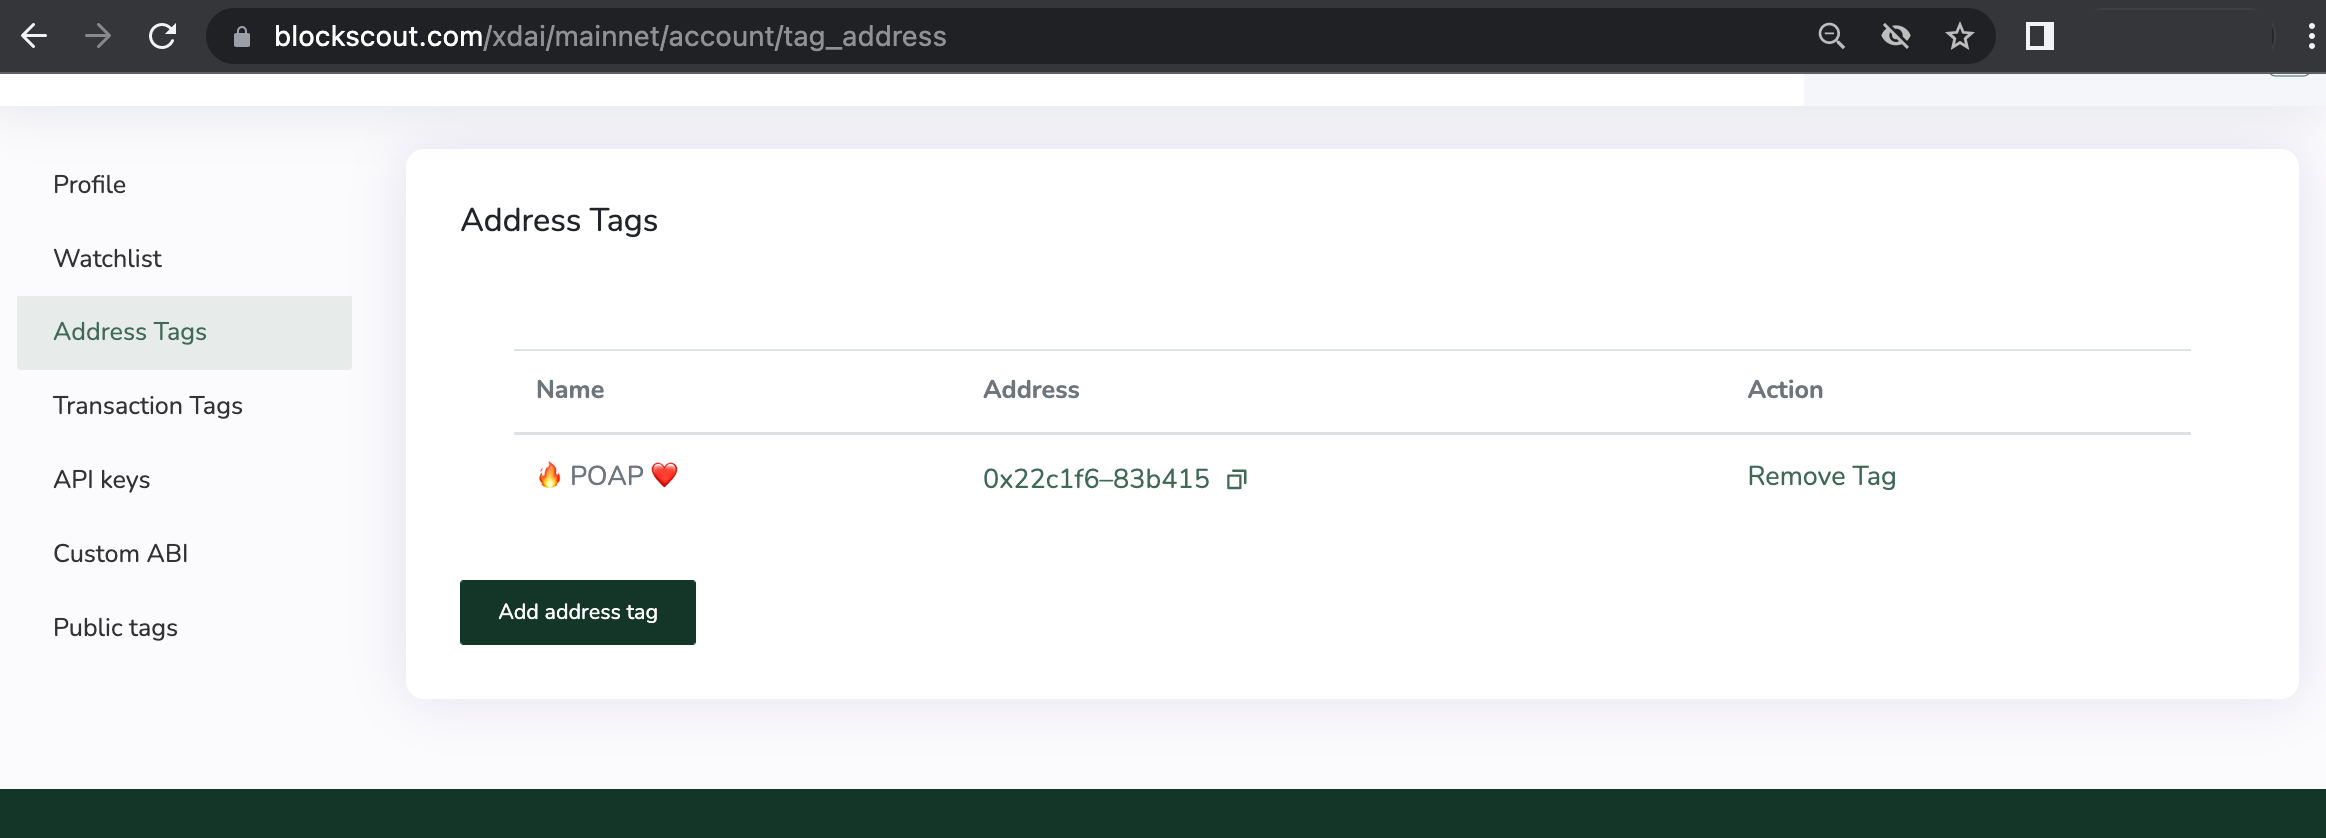 blockscout.com/xdai/mainnet/account/tag_address
Profile
Watchlist
Address Tags
Transaction Tags
API keys
Custom ABI
Public tags
Address Tags
Name Address Action
🔥 POAP ❤️ 0x22c1f6–83b415 Remove Tag
Add address tag